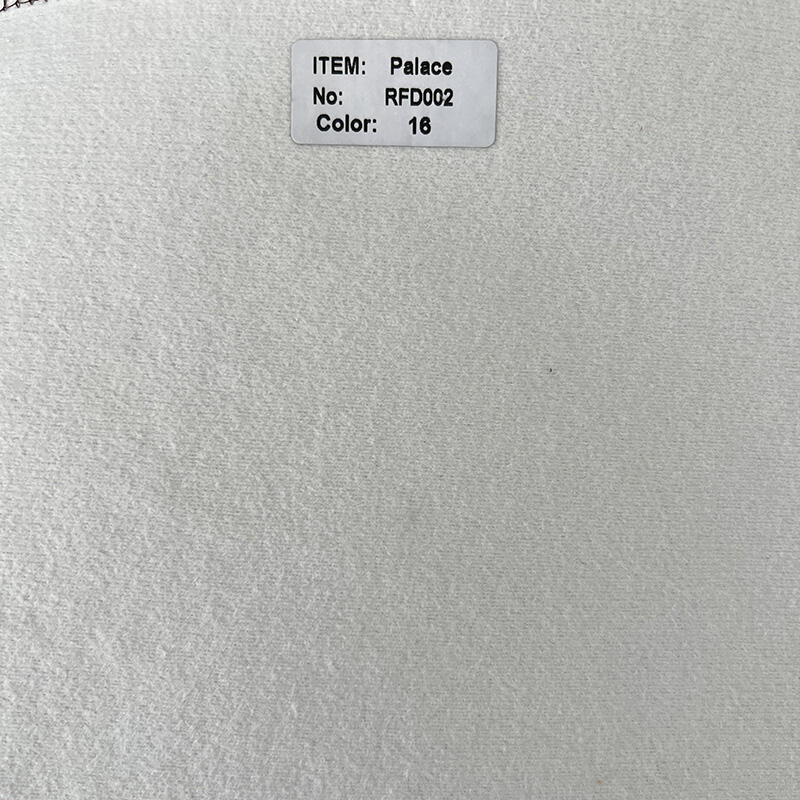 ITEM: Palace
No: RFD002
Color: 16